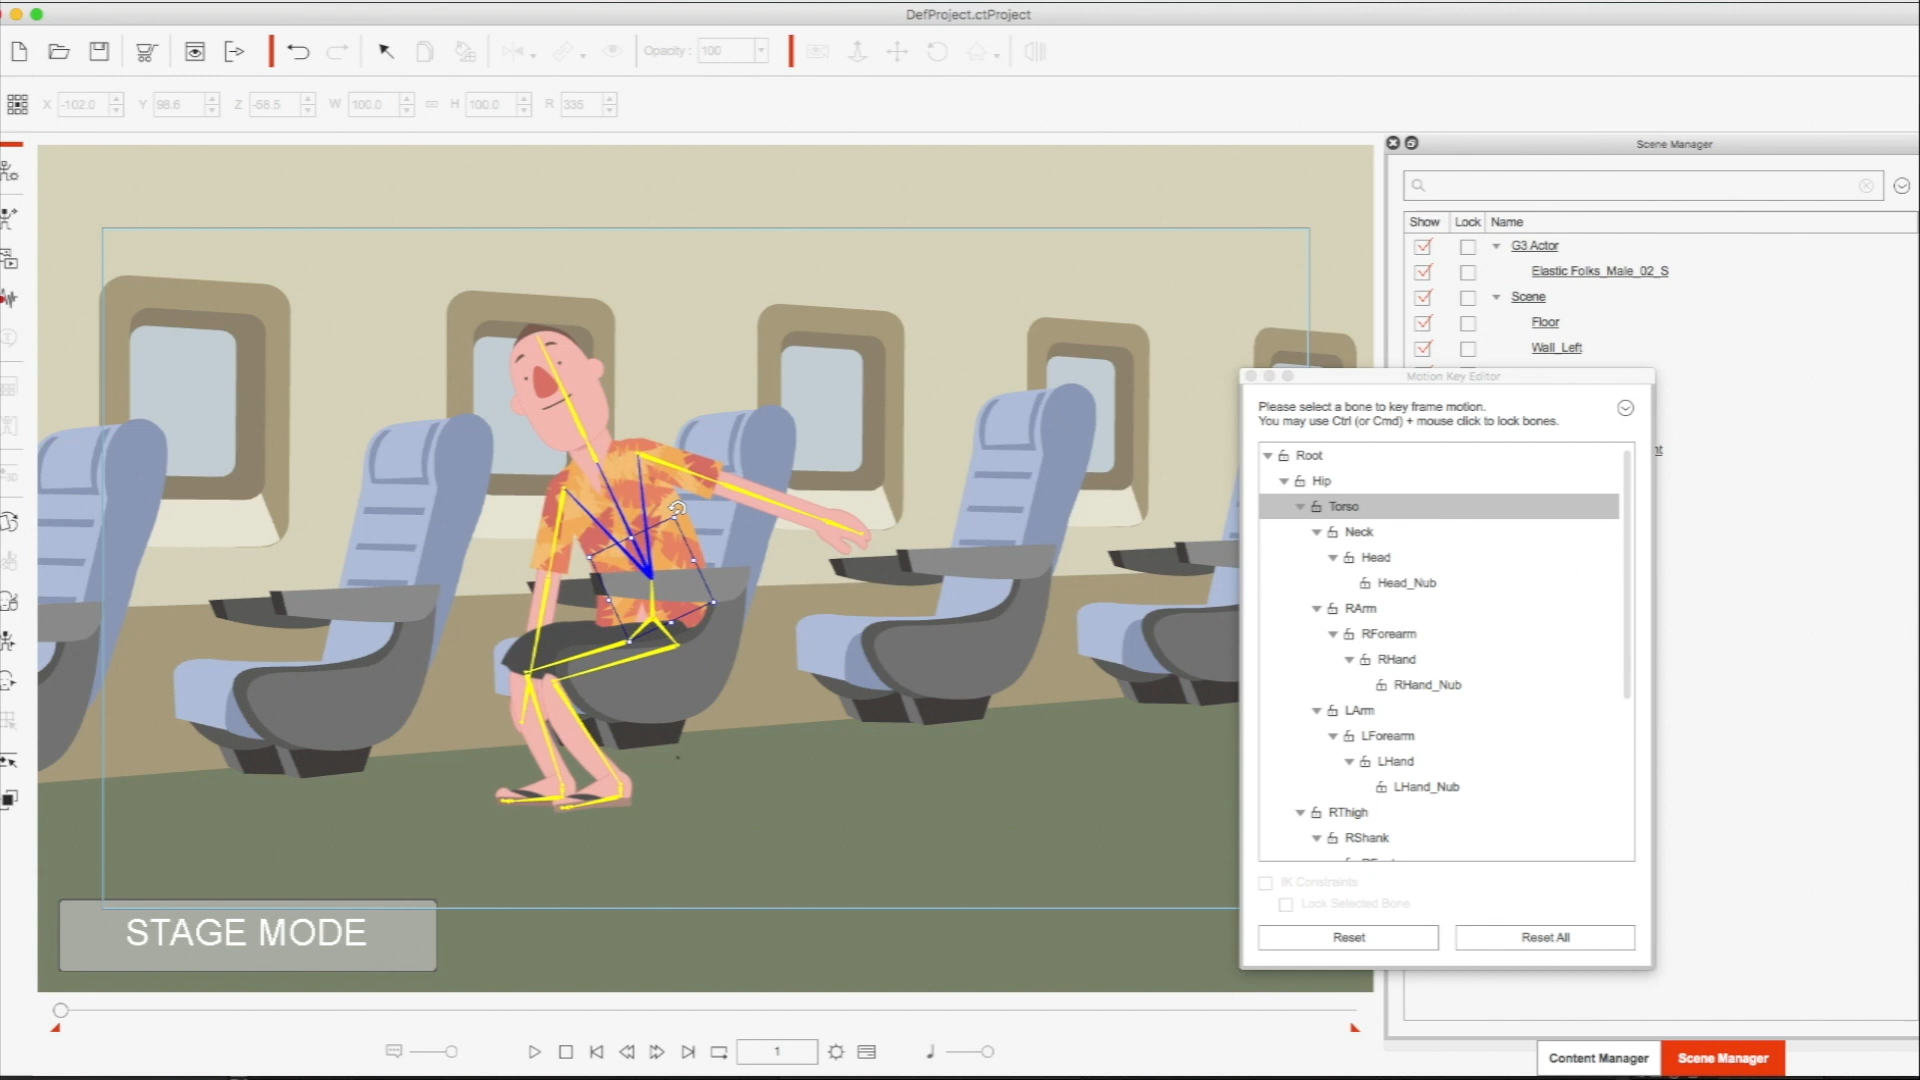 DefProject.ctProject
Opacity : 100
X -102.0 Y 98.6 Z -58.5 W 100.0 H 100.0 R 335
Scene Manager
Show Lock Name
G3 Actor
Elastic Folks_Male_02_S
Scene
Floor
Wall_Left
Motion Key Editor
Please select a bone to key frame motion.
You may use Ctrl (or Cmd) + mouse click to lock bones.
Root
Hip
Torso
Neck
Head
Head_Nub
RArm
RForearm
RHand
RHand_Nub
LArm
LForearm
LHand
LHand_Nub
RThigh
RShank
IK Constraints
Lock Selected Bone
Reset Reset All
STAGE MODE
1
Content Manager Scene Manager